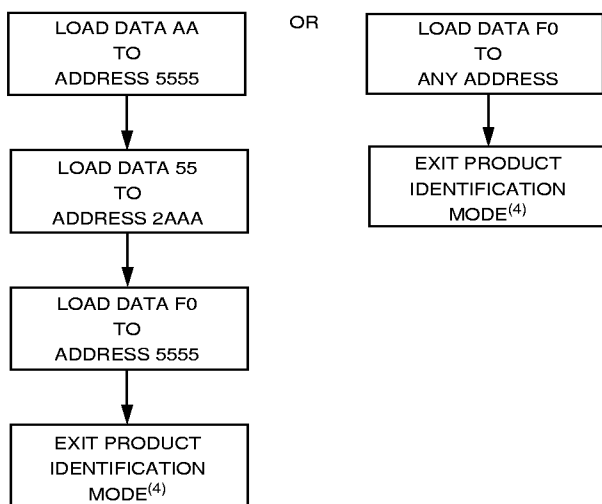 LOAD DATA AA
TO
ADDRESS 5555
LOAD DATA 55
TO
ADDRESS 2AAA
LOAD DATA F0
TO
ADDRESS 5555
EXIT PRODUCT
IDENTIFICATION
MODE(4)
OR
LOAD DATA F0
TO
ANY ADDRESS
EXIT PRODUCT
IDENTIFICATION
MODE(4)